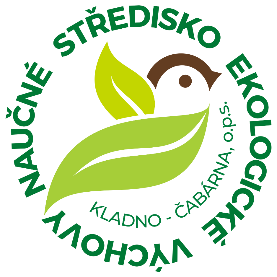 NAUČNÉ STŘEDISKO EKOLOGICKÉ VÝCHOVY
KLADNO - ČABÁRNA, o.p.s.